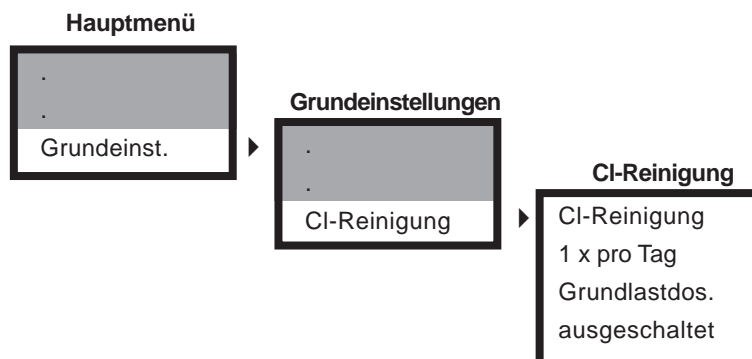 Hauptmenü
.
.
Grundeinst.
Grundeinstellungen
.
.
Cl-Reinigung
Cl-Reinigung
Cl-Reinigung
1 x pro Tag
Grundlastdos.
ausgeschaltet